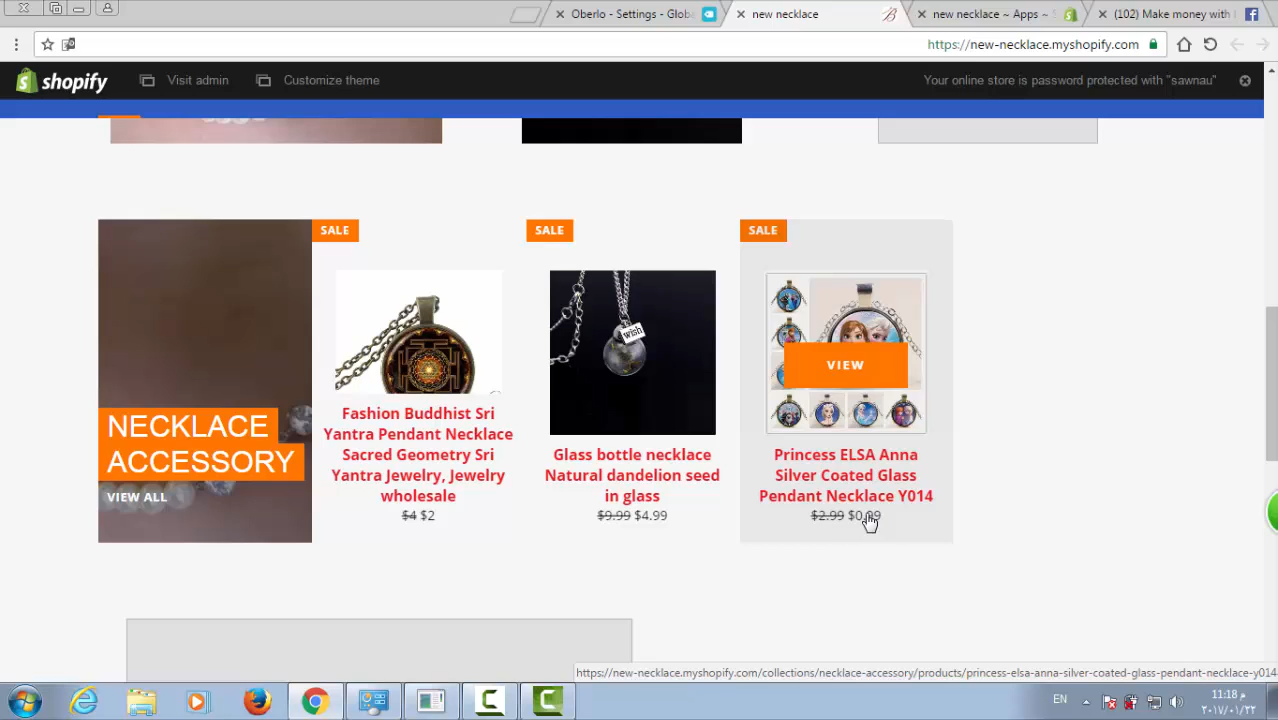 Oberlo - Settings - Glob
new necklace
new necklace ~ Apps ~
(102) Make money with
https://new-necklace.myshopify.com
shopify
Visit admin
Customize theme
Your online store is password protected with "sawnau"
SALE
SALE
SALE
wish
VIEW
NECKLACE
ACCESSORY
VIEW ALL
Fashion Buddhist Sri
Yantra Pendant Necklace
Sacred Geometry Sri
Yantra Jewelry, Jewelry
wholesale
$4 $2
Glass bottle necklace
Natural dandelion seed
in glass
$9.99 $4.99
Princess ELSA Anna
Silver Coated Glass
Pendant Necklace Y014
$2.99
https://new-necklace.myshopify.com/collections/necklace-accessory/products/princess-elsa-anna-silver-coated-glass-pendant-necklace-y014
EN
11:18 م
٢٠١٧/٠١/٢٢